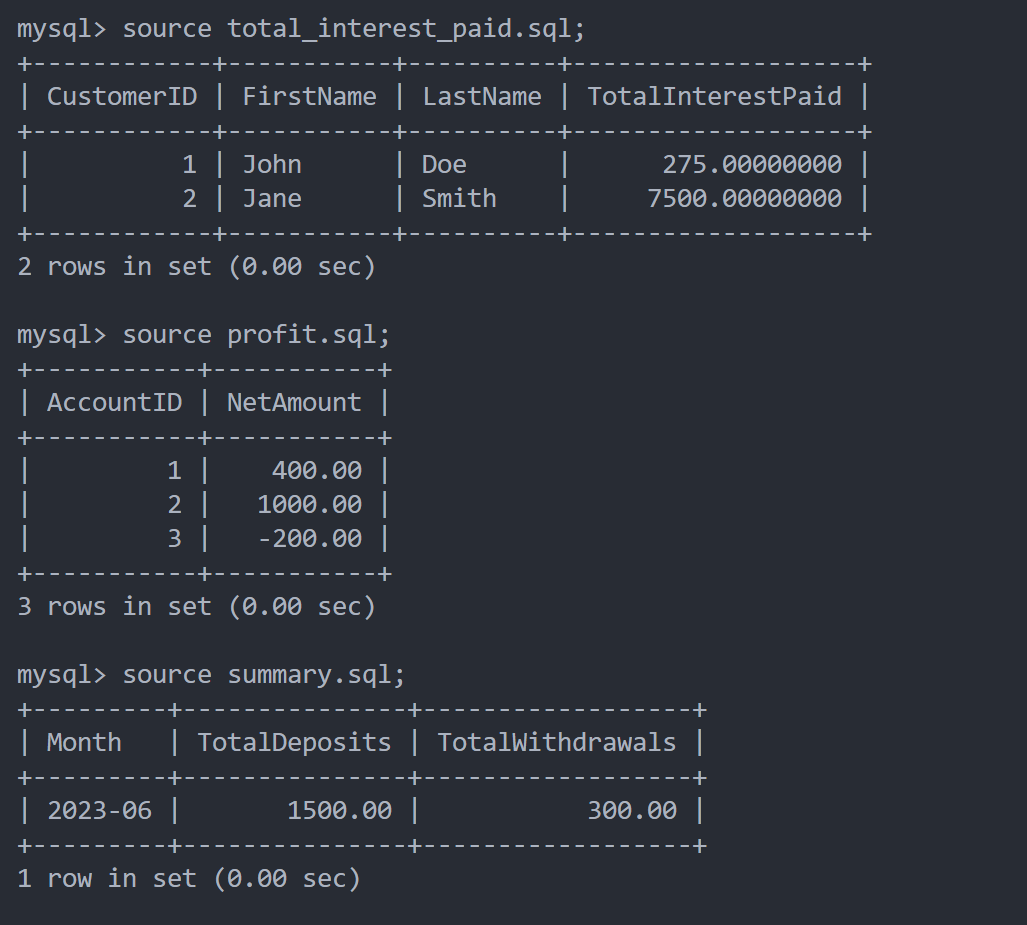 mysql> source total_interest_paid.sql;
+------------+-----------+----------+-------------------+
| CustomerID | FirstName | LastName | TotalInterestPaid |
+------------+-----------+----------+-------------------+
|          1 | John      | Doe      |      275.00000000 |
|          2 | Jane      | Smith    |     7500.00000000 |
+------------+-----------+----------+-------------------+
2 rows in set (0.00 sec)

mysql> source profit.sql;
+-----------+-----------+
| AccountID | NetAmount |
+-----------+-----------+
|         1 |    400.00 |
|         2 |   1000.00 |
|         3 |   -200.00 |
+-----------+-----------+
3 rows in set (0.00 sec)

mysql> source summary.sql;
+---------+---------------+------------------+
| Month   | TotalDeposits | TotalWithdrawals |
+---------+---------------+------------------+
| 2023-06 |       1500.00 |           300.00 |
+---------+---------------+------------------+
1 row in set (0.00 sec)